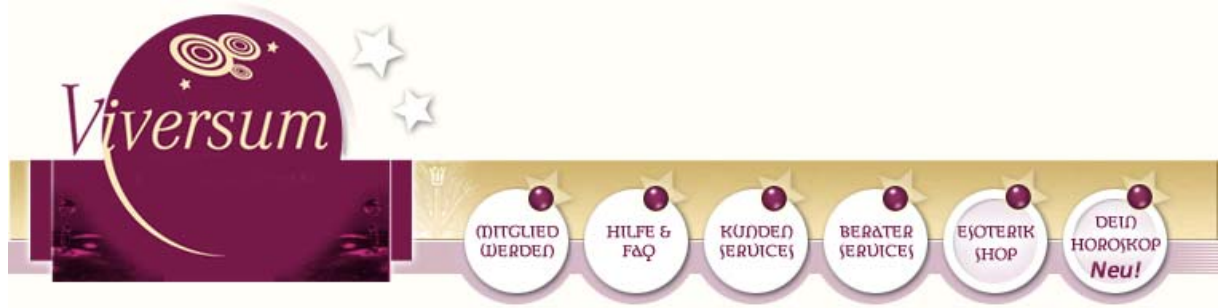 Viversum
MITGLIED
WERDEN
HILFE &
FAQ
KUNDEN
SERVICES
BERATER
SERVICES
ESOTERIK
SHOP
DEIN
HOROSKOP
Neu!